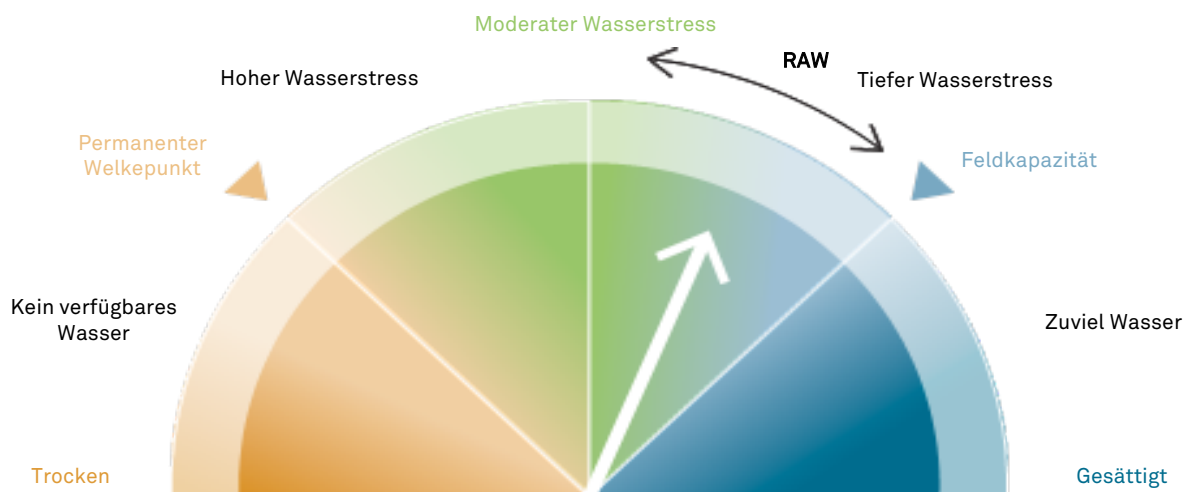 Moderater Wasserstress
RAW
Hoher Wasserstress
Tiefer Wasserstress
Permanenter
Welkepunkt
Feldkapazität
Kein verfügbares
Wasser
Zuviel Wasser
Trocken
Gesättigt